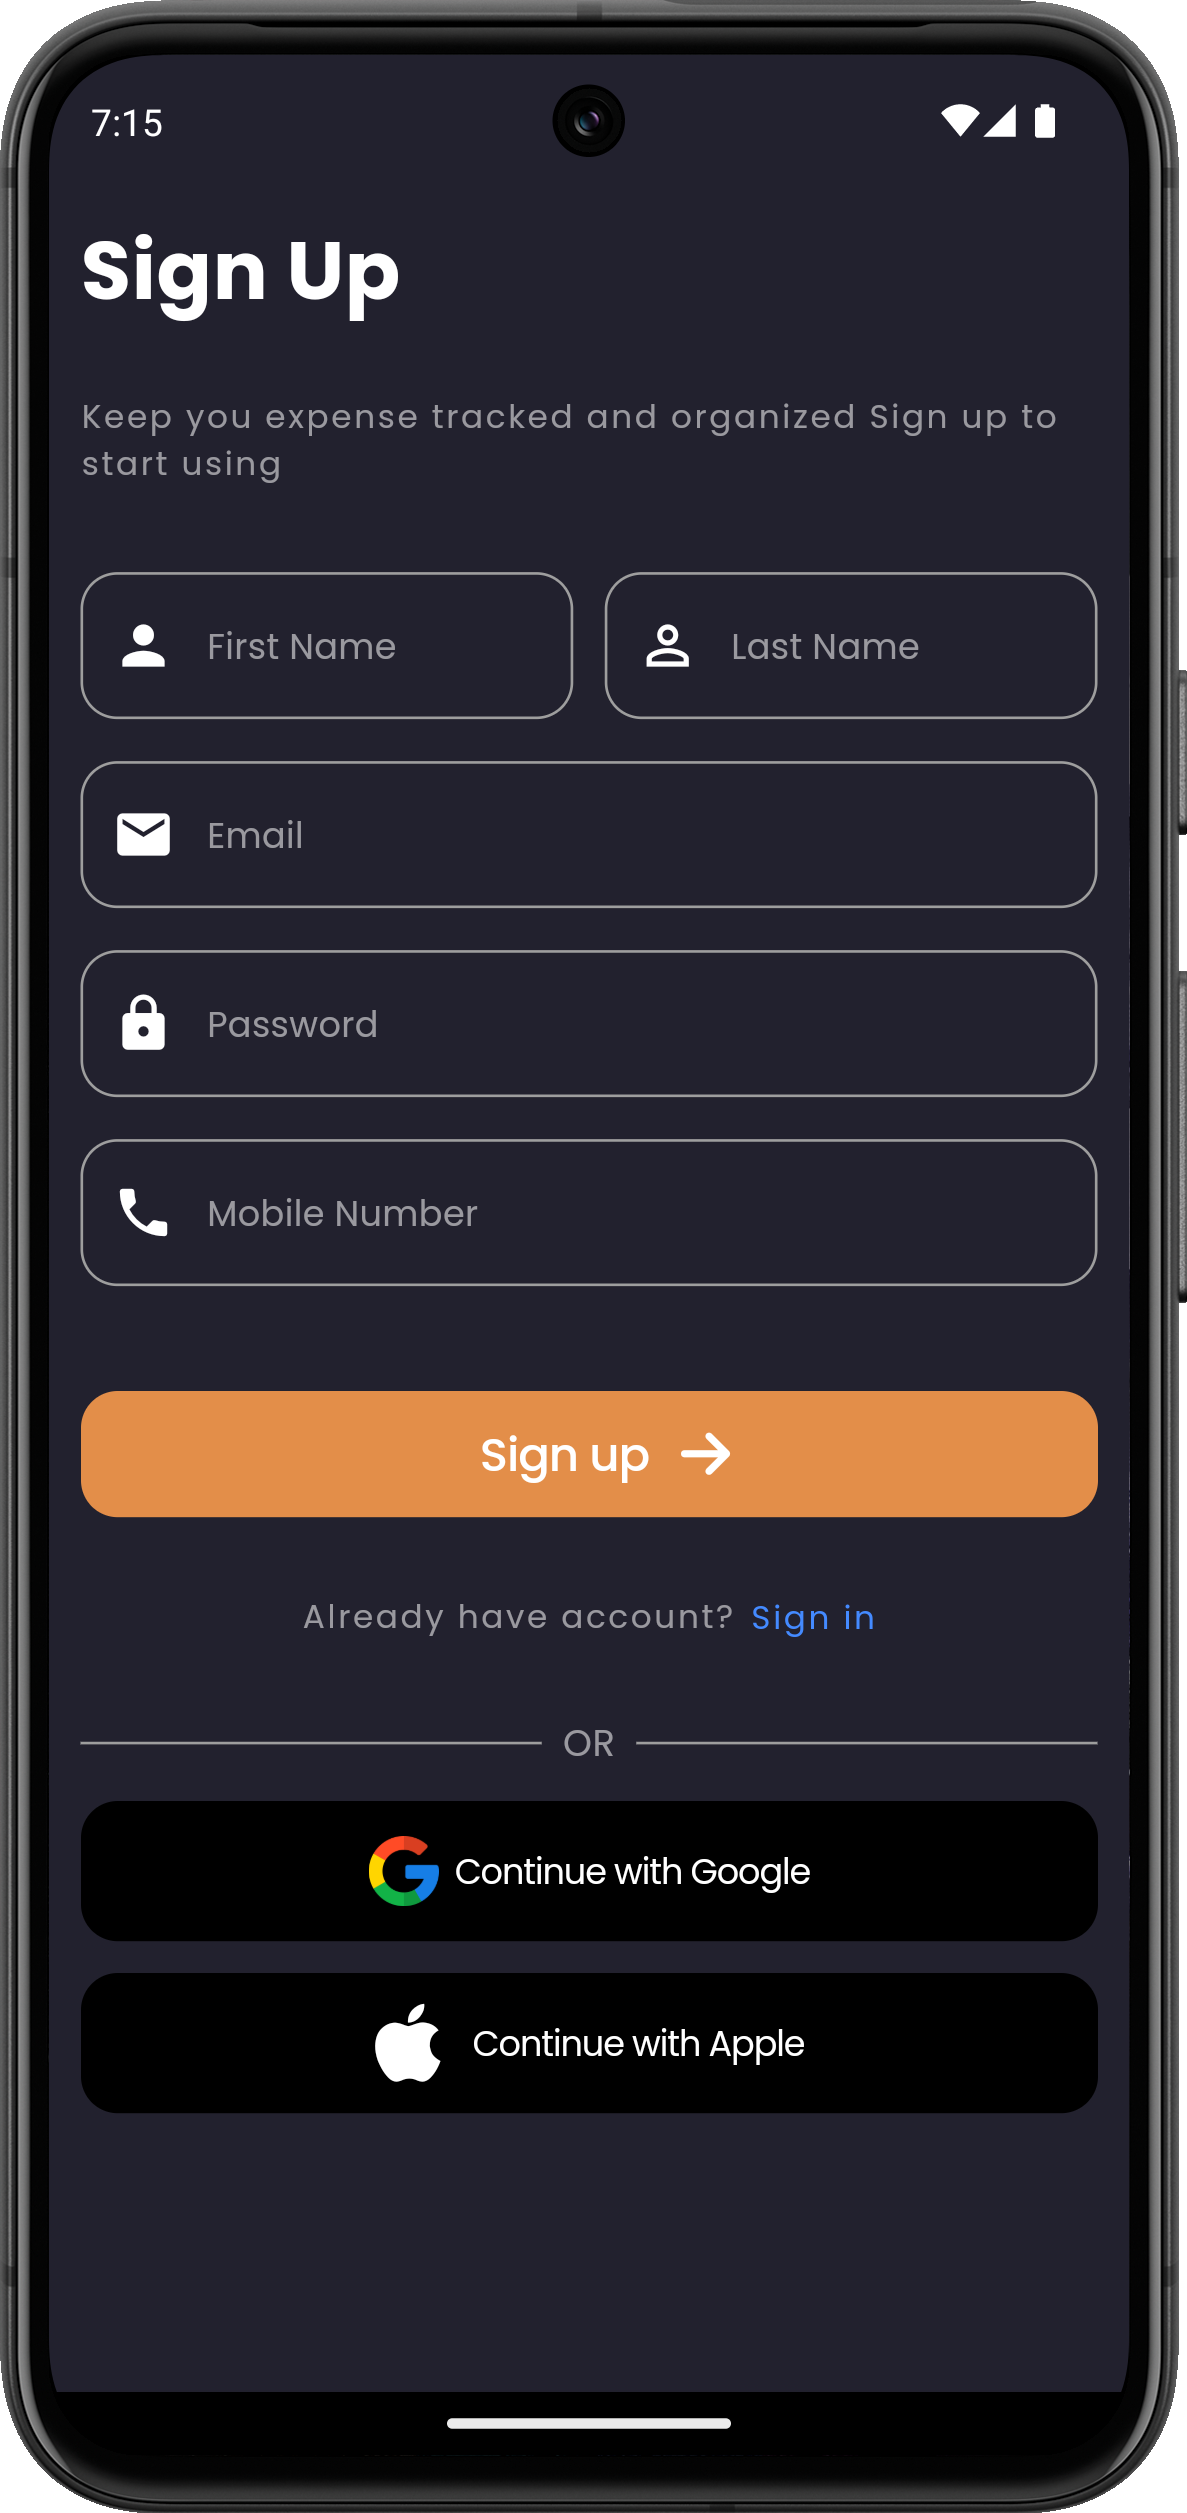 7:15
Sign Up
Keep you expense tracked and organized Sign up to
start using
First Name
Last Name
Email
Password
Mobile Number
Sign up
Already have account? Sign in
OR
Continue with Google
Continue with Apple